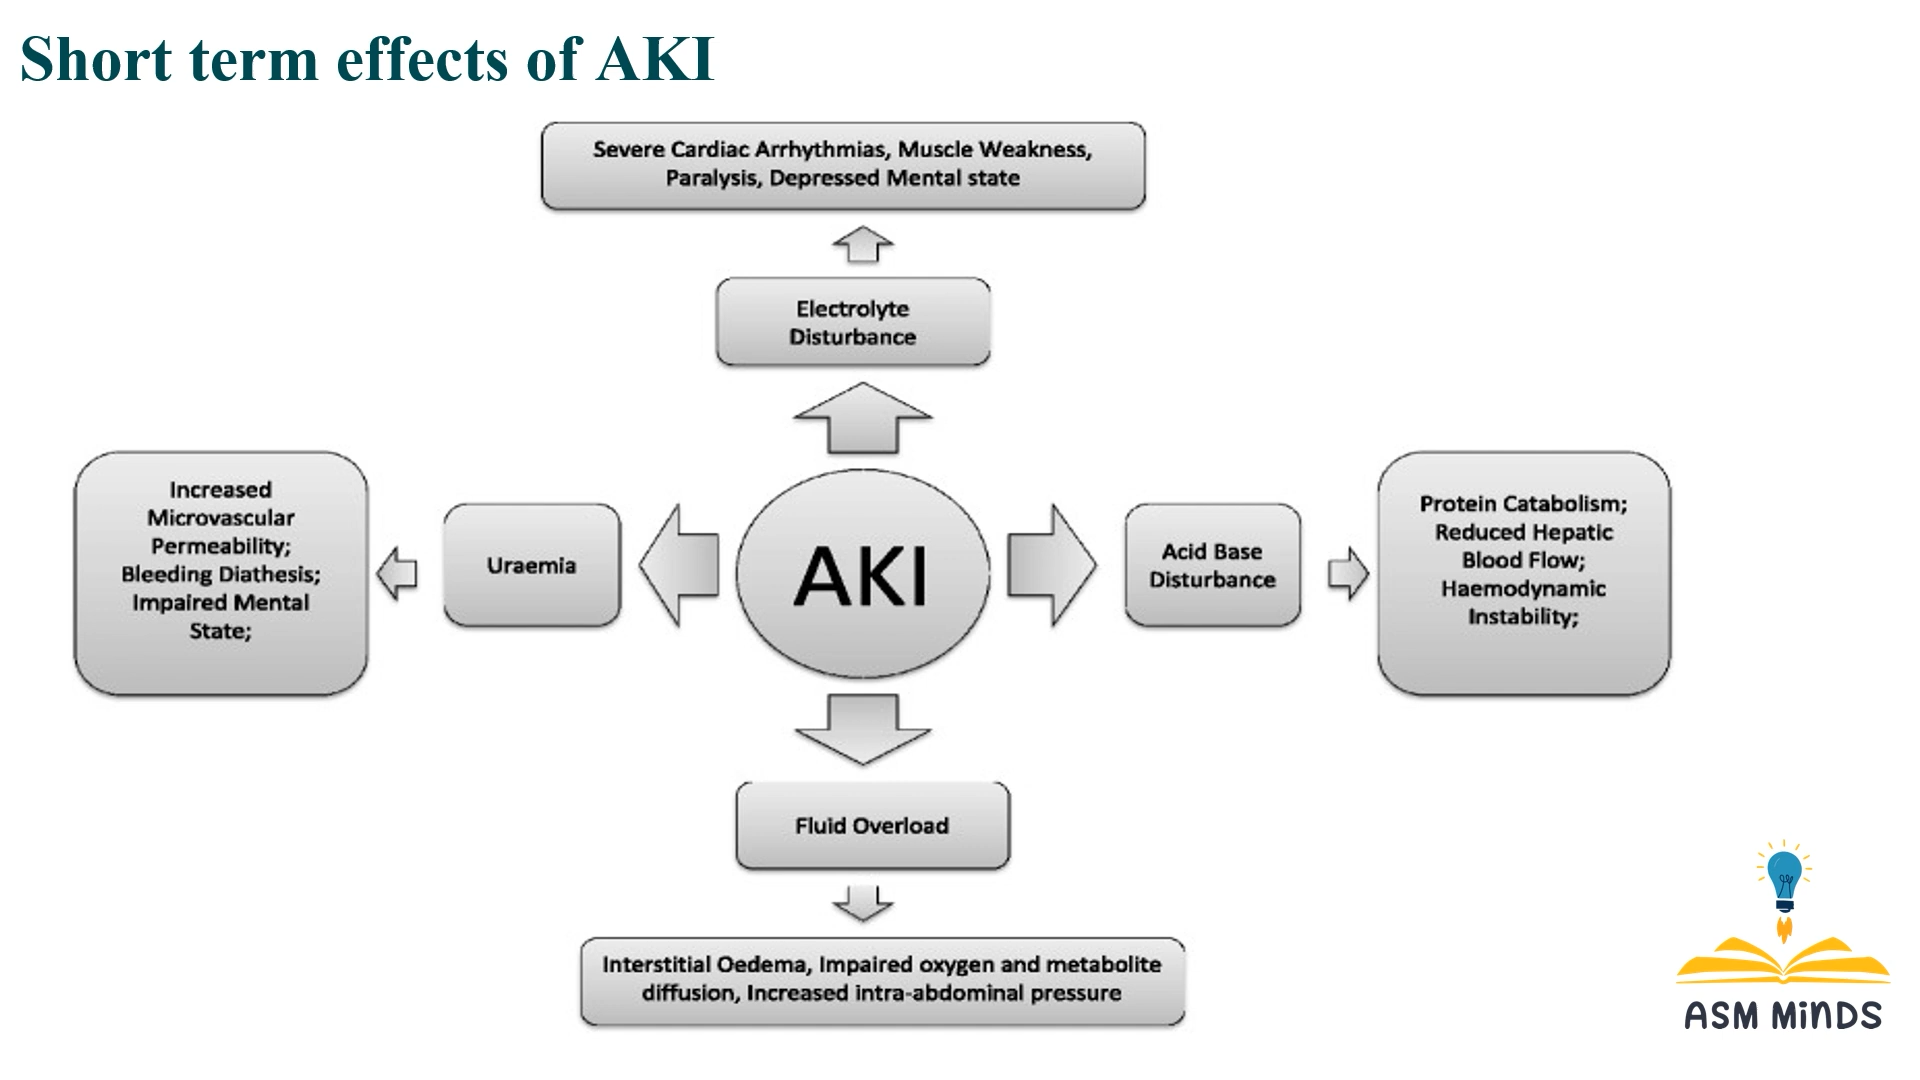 Short term effects of AKI
Severe Cardiac Arrhythmias, Muscle Weakness,
Paralysis, Depressed Mental state
Electrolyte
Disturbance
Increased
Microvascular
Permeability;
Bleeding Diathesis;
Impaired Mental
State;
Uraemia
AKI
Acid Base
Disturbance
Protein Catabolism;
Reduced Hepatic
Blood Flow;
Haemodynamic
Instability;
Fluid Overload
Interstitial Oedema, Impaired oxygen and metabolite
diffusion, Increased intra-abdominal pressure
ASM MiNDS